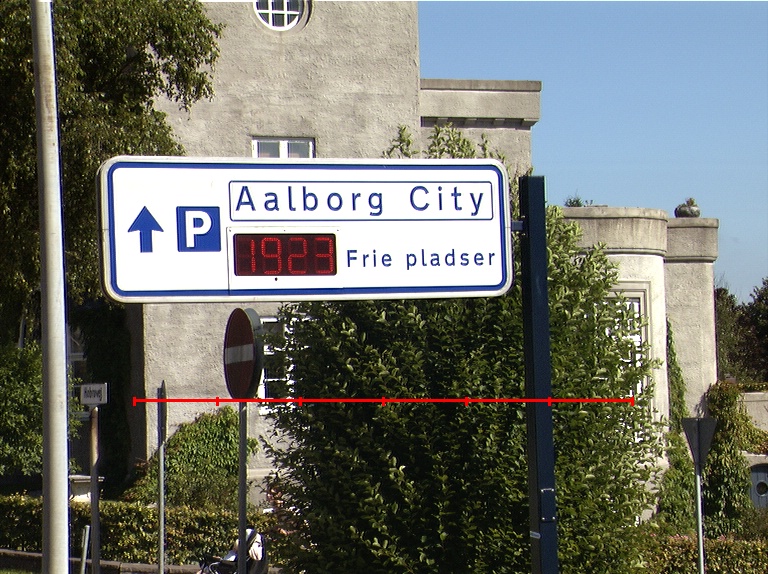 Aalborg City
P
1923 Frie pladser